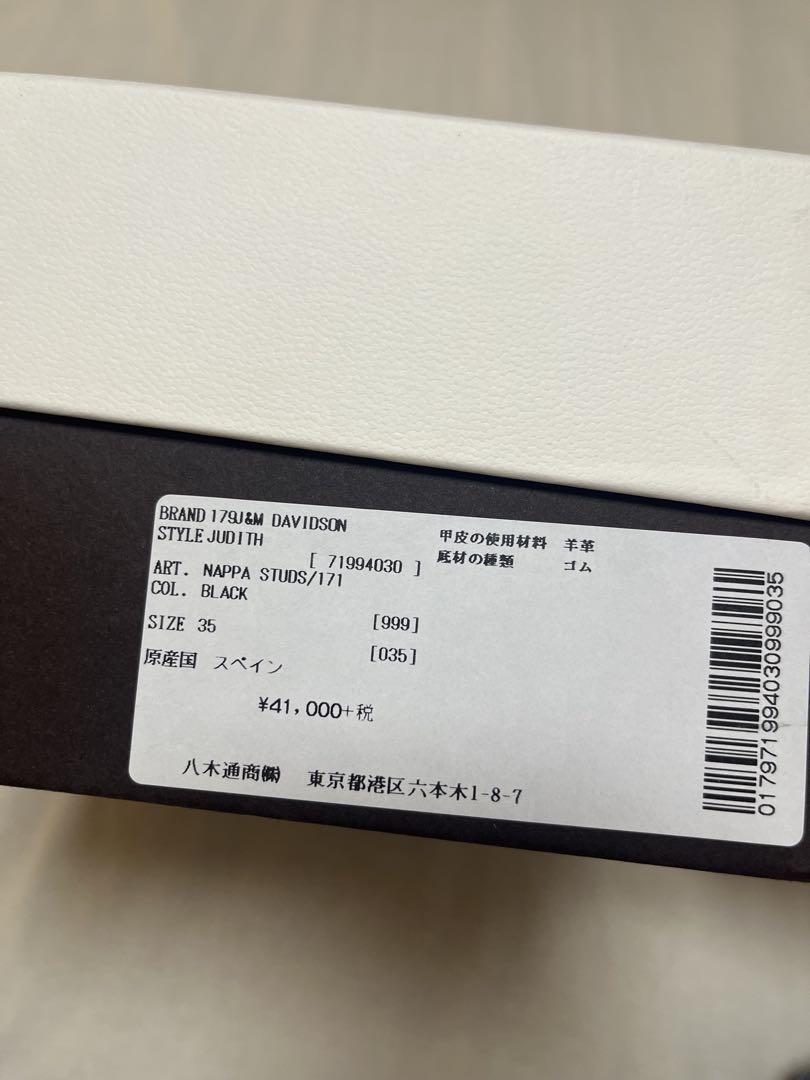 BRAND 179J&M DAVIDSON
STYLE JUDITH
[ 71994030 ]
ART. NAPPA STUDS/171
COL. BLACK
[999]
SIZE 35
[035]
原産国 スペイン
¥41,000+税
八木通商㈱ 東京都港区六本木1-8-7
甲皮の使用材料 羊革
底材の種類 ゴム
0179719940309990​35